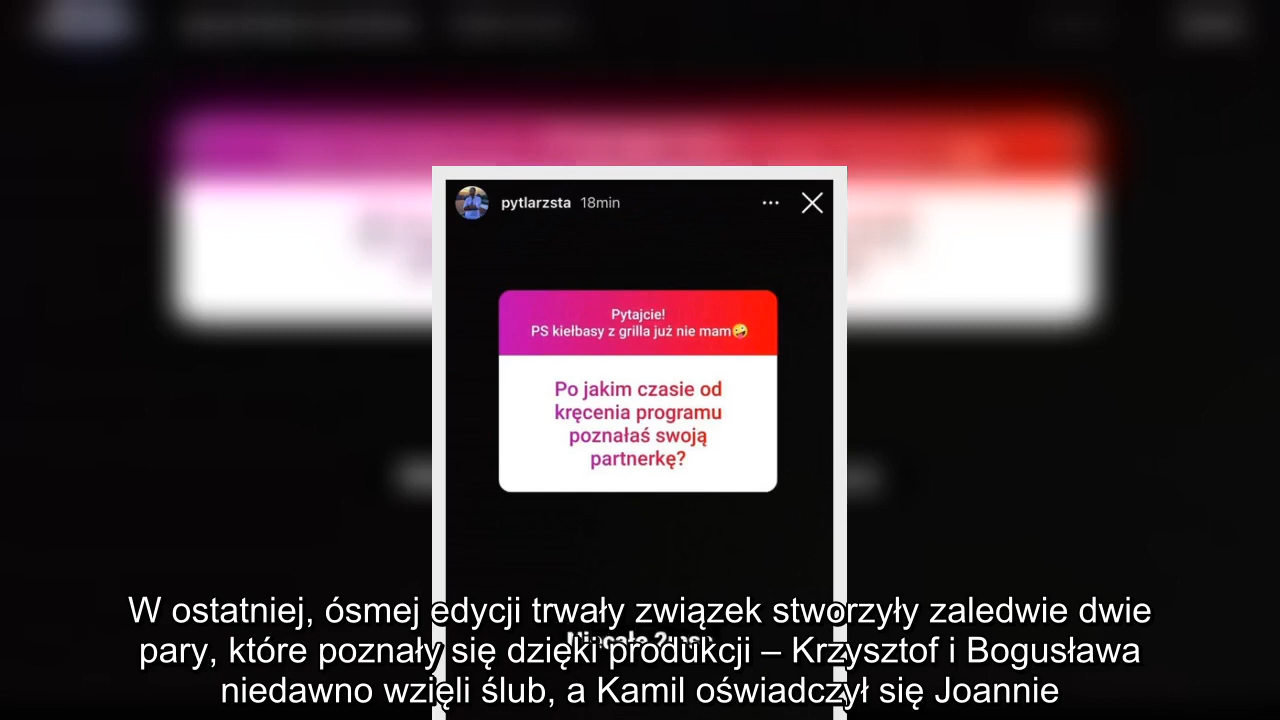 pytlarzsta 18min
Pytajcie!
PS kiełbasy z grilla już nie mam🤪
Po jakim czasie od
kręcenia programu
poznałaś swoją
partnerkę?
W ostatniej, ósmej edycji trwały związek stworzyły zaledwie dwie
pary, które poznały się dzięki produkcji – Krzysztof i Bogusława
niedawno wzięli ślub, a Kamil oświadczył się Joannie